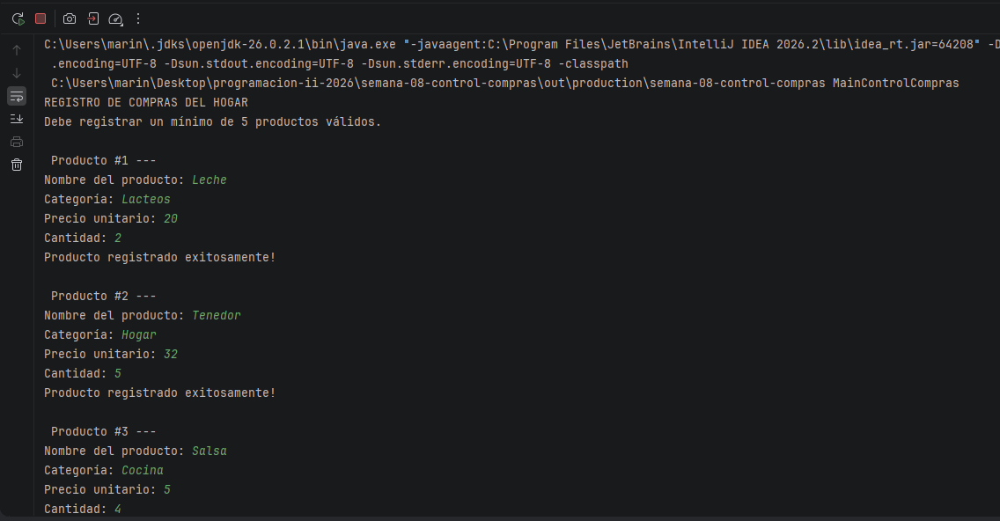 C:\Users\marin\.jdks\openjdk-26.0.2.1\bin\java.exe "-javaagent:C:\Program Files\JetBrains\IntelliJ IDEA 2026.2\lib\idea_rt.jar=64208" -D
.encoding=UTF-8 -Dsun.stdout.encoding=UTF-8 -Dsun.stderr.encoding=UTF-8 -classpath
C:\Users\marin\Desktop\programacion-ii-2026\semana-08-control-compras\out\production\semana-08-control-compras MainControlCompras
REGISTRO DE COMPRAS DEL HOGAR
Debe registrar un mínimo de 5 productos válidos.
Producto #1 ---
Nombre del producto: Leche
Categoría: Lacteos
Precio unitario: 20
Cantidad: 2
Producto registrado exitosamente!
Producto #2 ---
Nombre del producto: Tenedor
Categoría: Hogar
Precio unitario: 32
Cantidad: 5
Producto registrado exitosamente!
Producto #3 ---
Nombre del producto: Salsa
Categoría: Cocina
Precio unitario: 5
Cantidad: 4